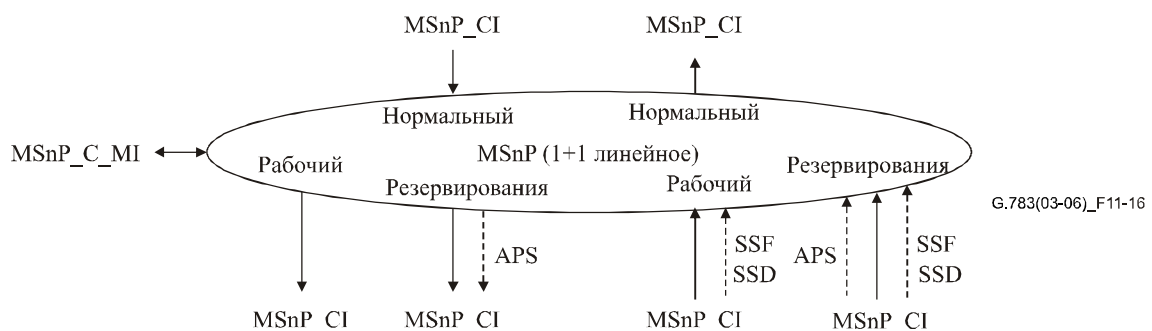 MSnP_CI
MSnP_CI
Нормальный
Нормальный
MSnP_C_MI
MSnP (1+1 линейное)
Рабочий
Резервирования
Рабочий
Резервирования
G.783(03-06)_F11-16
APS
SSF
SSD
APS
SSF
SSD
MSnP_CI
MSnP_CI
MSnP_CI
MSnP_CI